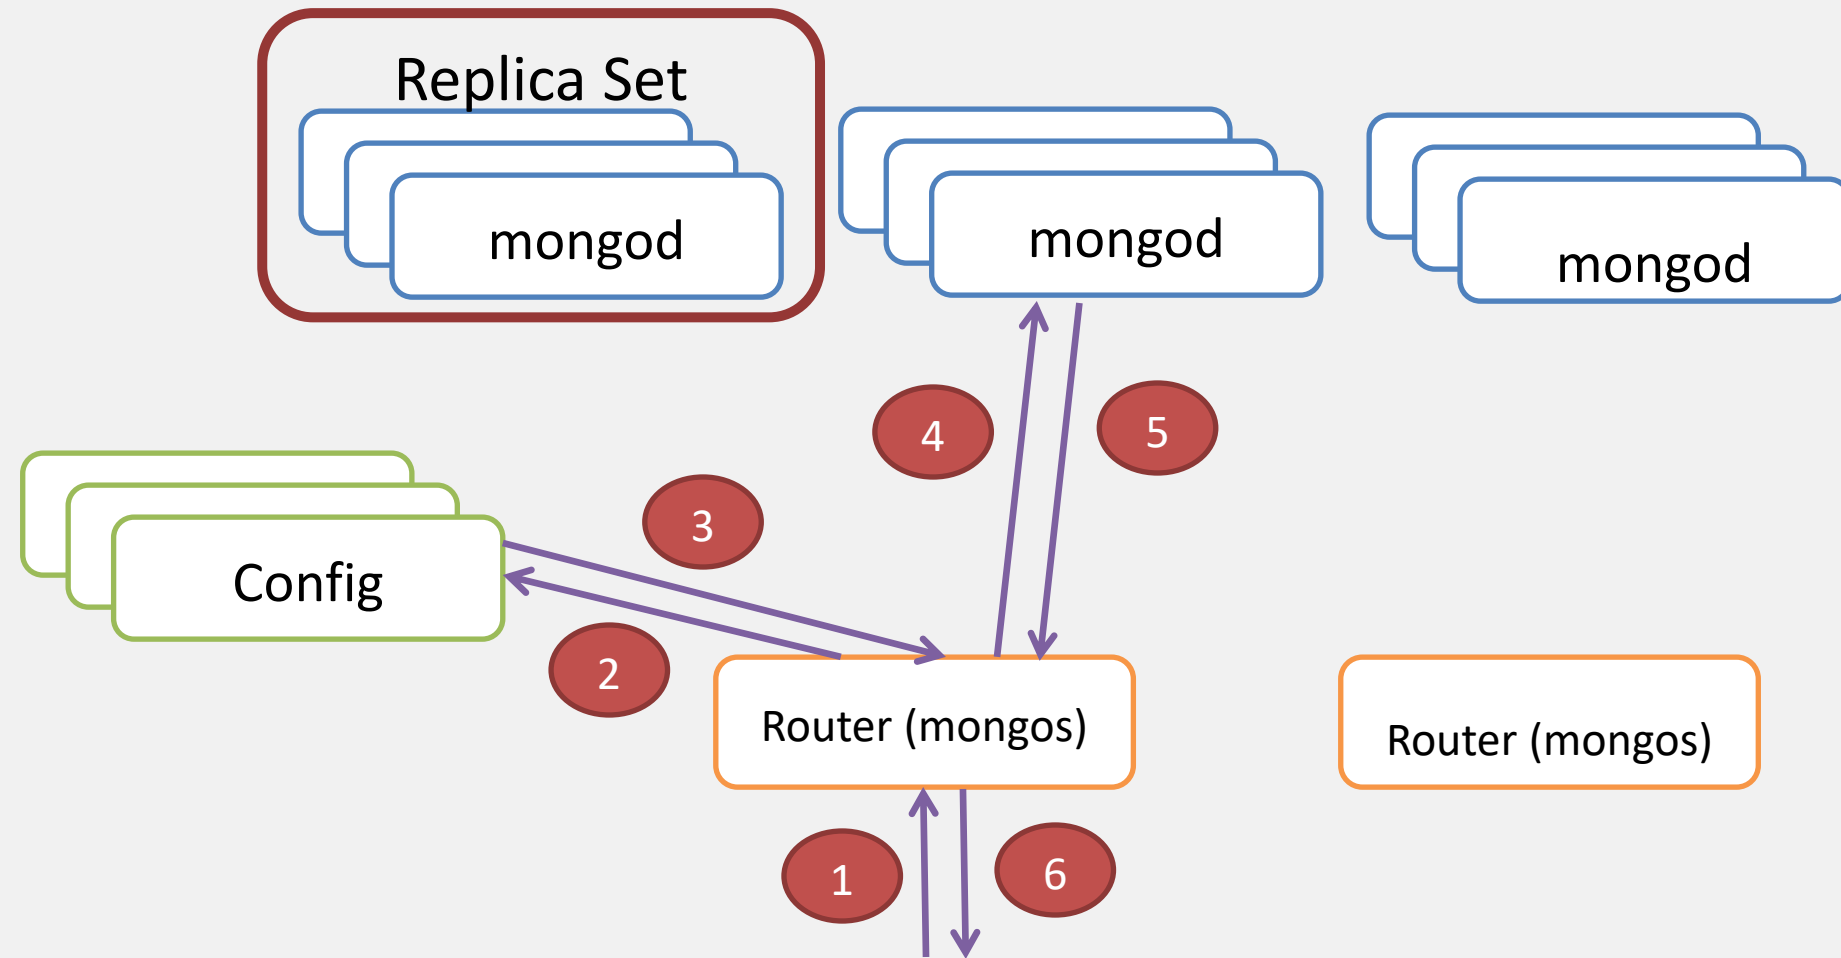 Replica Set
mongod
mongod
mongod
4
5
3
Config
2
Router (mongos)
Router (mongos)
1
6